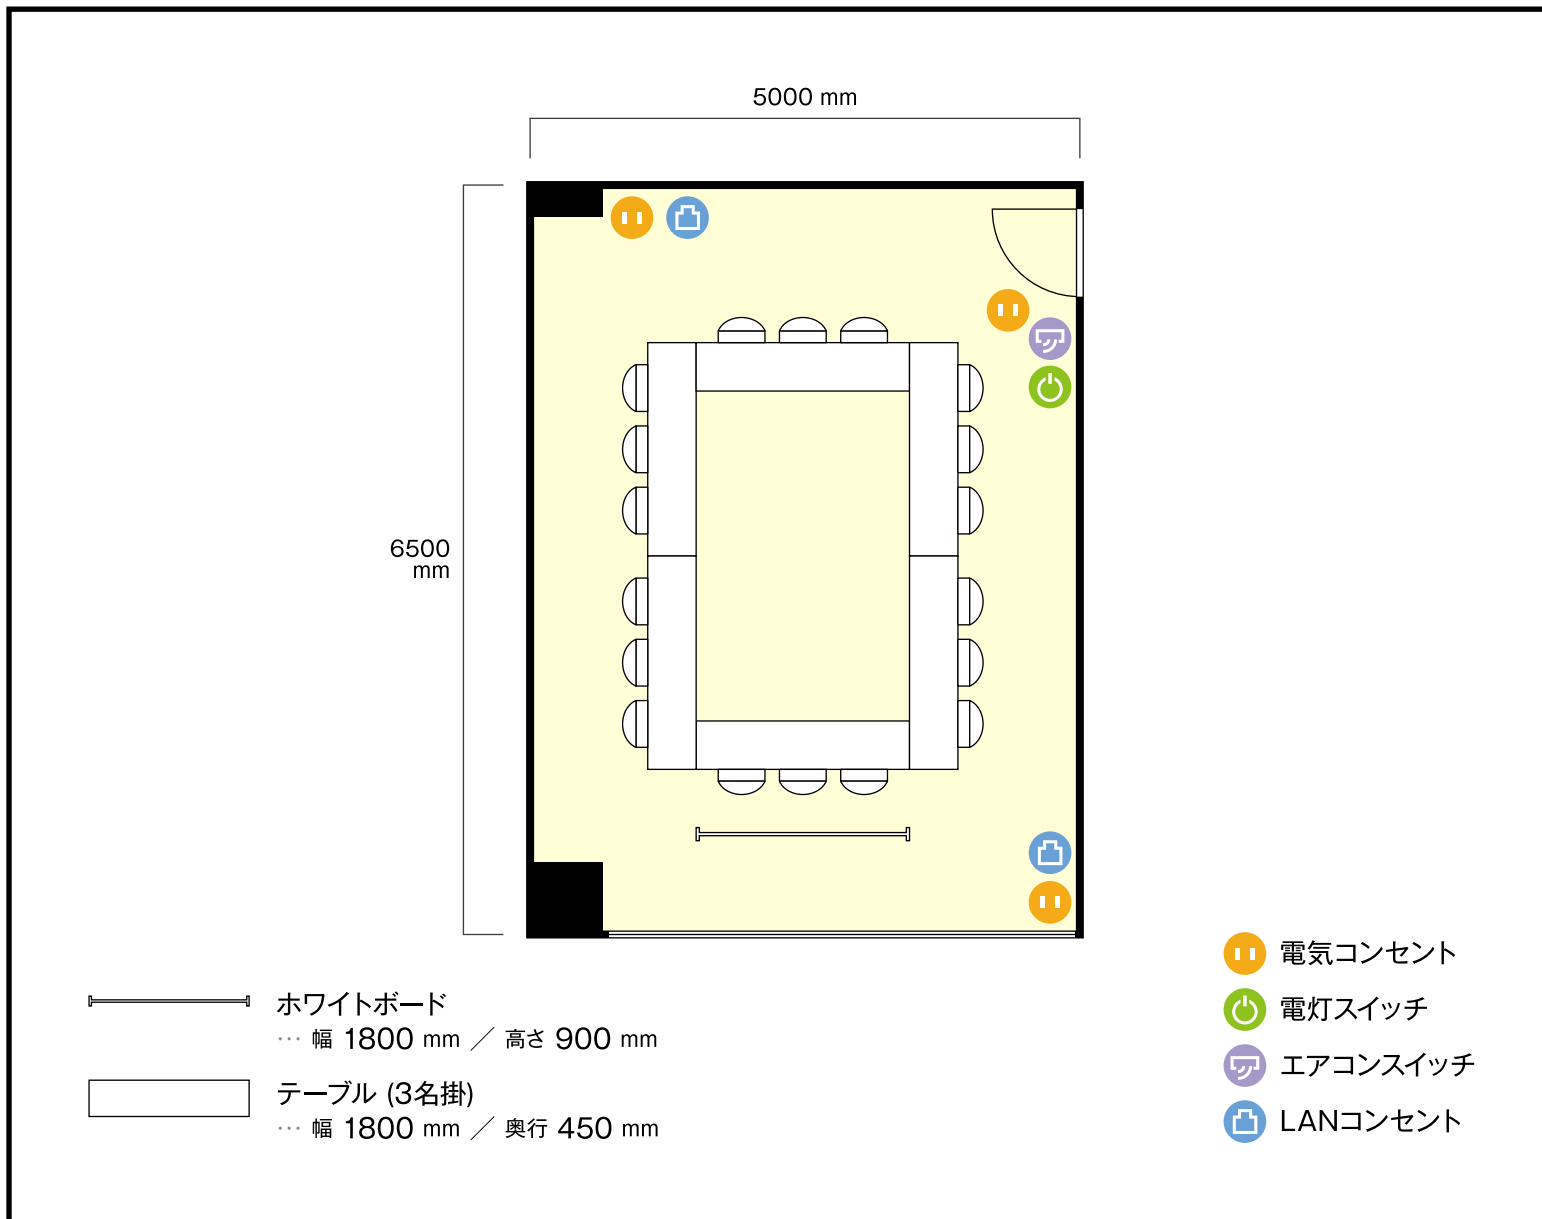 5000 mm
6500
mm
ホワイトボード
… 幅 1800 mm ／ 高さ 900 mm
テーブル (3名掛)
… 幅 1800 mm ／ 奥行 450 mm
電気コンセント
電灯スイッチ
エアコンスイッチ
LANコンセント